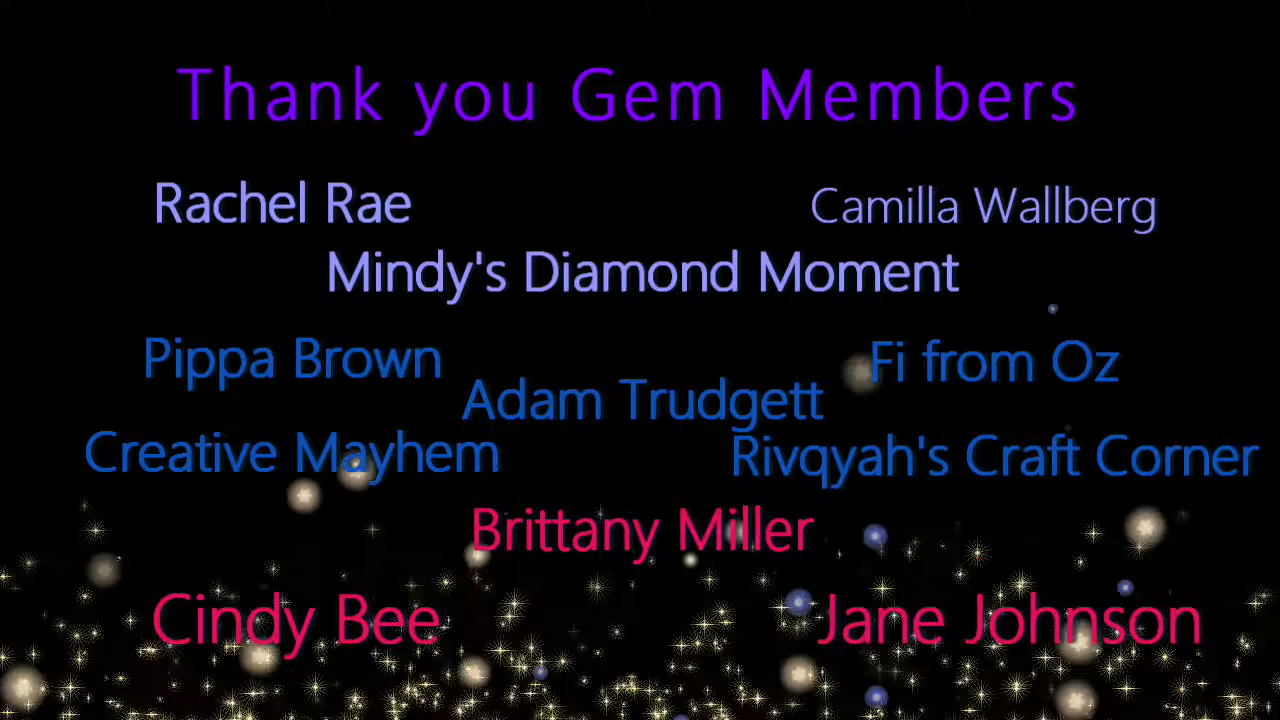 Thank you Gem Members
Rachel Rae
Camilla Wallberg
Mindy's Diamond Moment
Pippa Brown
Fi from Oz
Adam Trudgett
Creative Mayhem
Rivqyah's Craft Corner
Brittany Miller
Cindy Bee
Jane Johnson